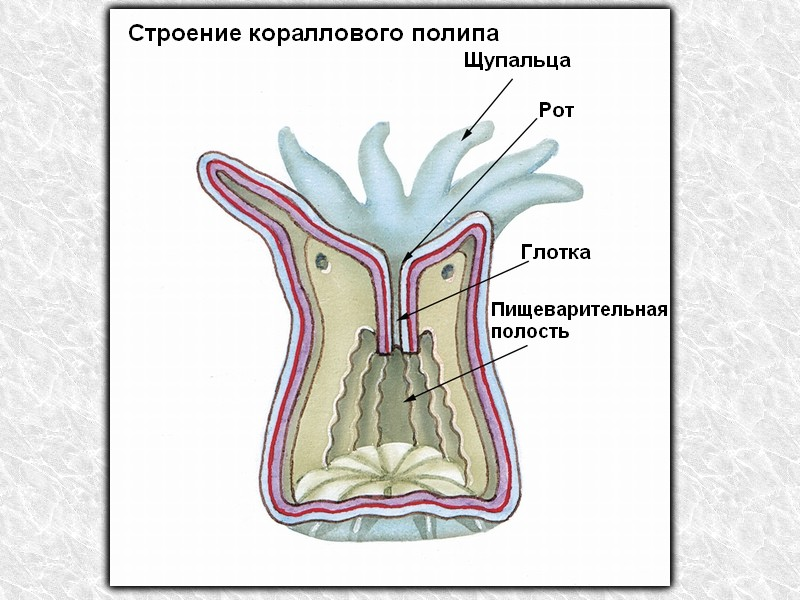 Строение кораллового полипа
Щупальца
Рот
Глотка
Пищеварительная
полость